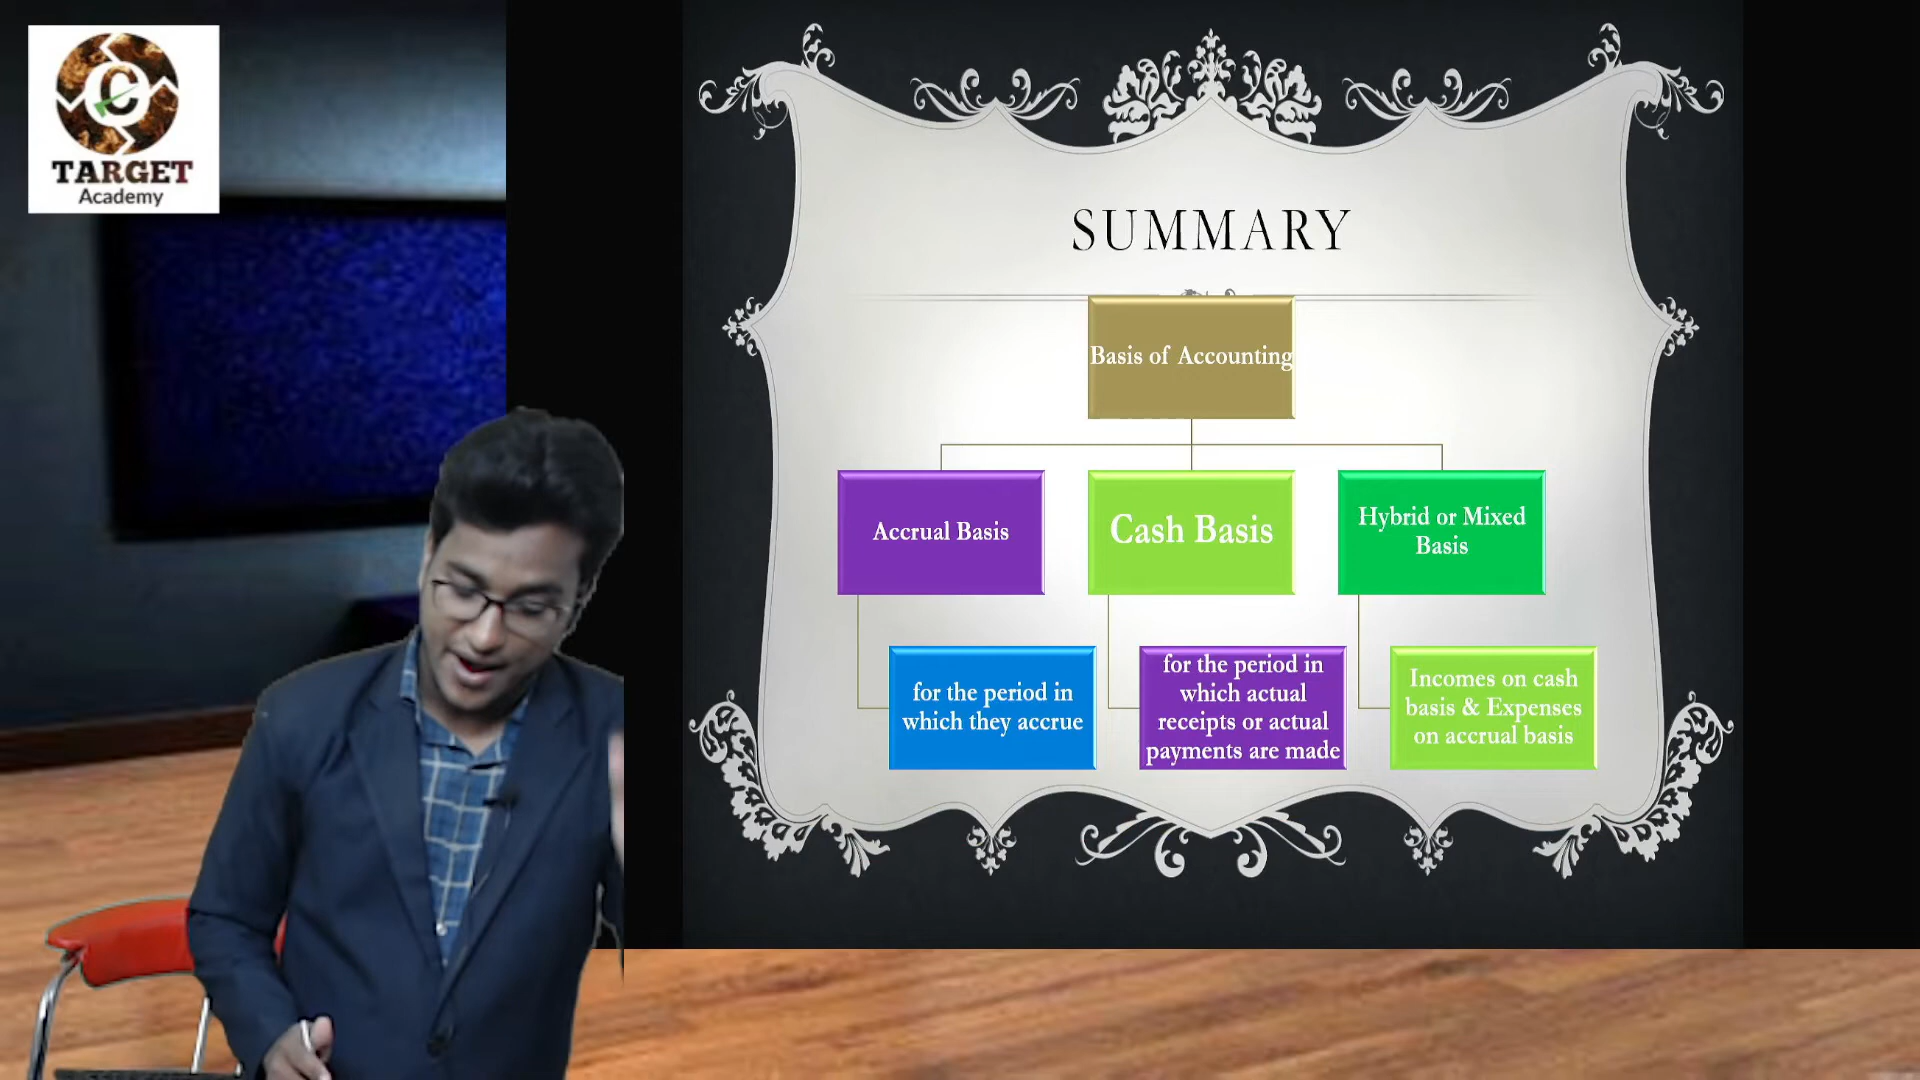 TARGET
Academy
SUMMARY
Basis of Accounting
Accrual Basis
Cash Basis
Hybrid or Mixed
Basis
for the period in
which they accrue
for the period in
which actual
receipts or actual
payments are made
Incomes on cash
basis & Expenses
on accrual basis